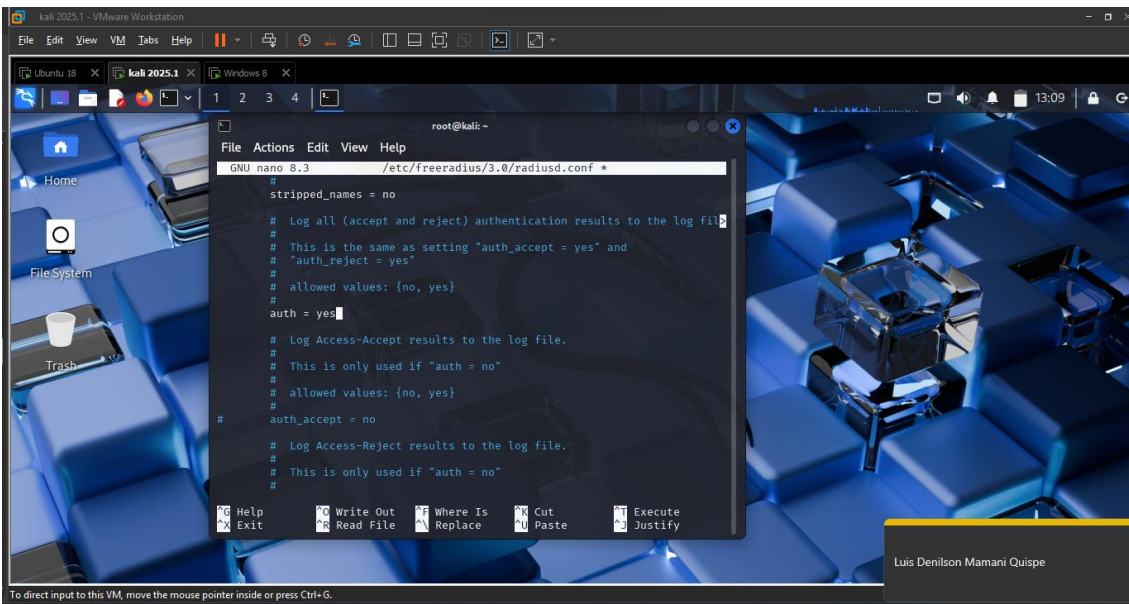 kali 2025.1 - VMware Workstation
File Edit View VM Tabs Help
Ubuntu 18 kali 2025.1 Windows 8
1 2 3 4 13:09
root@kali: ~
File Actions Edit View Help
GNU nano 8.3 /etc/freeradius/3.0/radiusd.conf *
#
stripped_names = no
# Log all (accept and reject) authentication results to the log fil>
#
# This is the same as setting "auth_accept = yes" and
# "auth_reject = yes"
#
# allowed values: {no, yes}
#
auth = yes
# Log Access-Accept results to the log file.
#
# This is only used if "auth = no"
#
# allowed values: {no, yes}
#
# auth_accept = no
# Log Access-Reject results to the log file.
#
# This is only used if "auth = no"
#
^G Help ^O Write Out ^F Where Is ^K Cut ^T Execute
^X Exit ^R Read File ^\ Replace ^U Paste ^J Justify
Home
File System
Trash
Luis Denilson Mamani Quispe
To direct input to this VM, move the mouse pointer inside or press Ctrl+G.